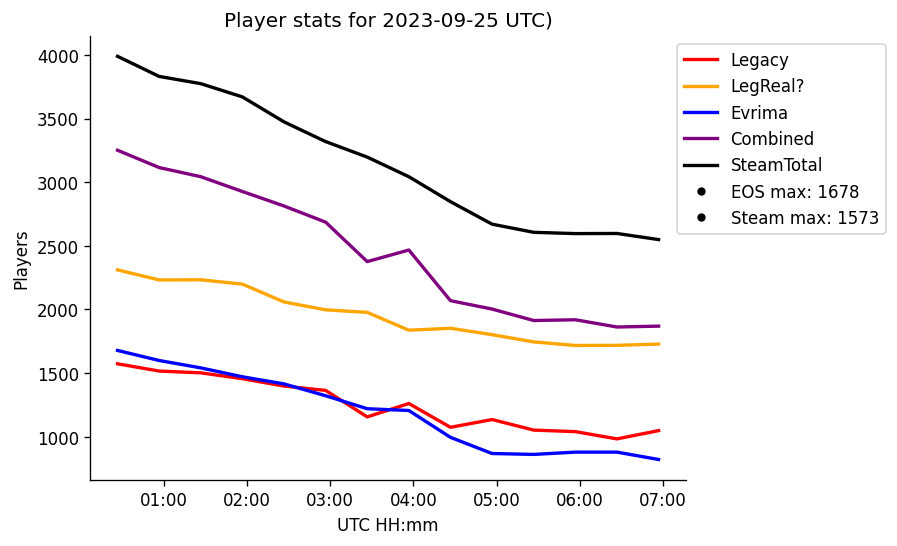 Player stats for 2023-09-25 UTC)
Players
4000
3500
3000
2500
2000
1500
1000
01:00 02:00 03:00 04:00 05:00 06:00 07:00
UTC HH:mm
Legacy
LegReal?
Evrima
Combined
SteamTotal
EOS max: 1678
Steam max: 1573